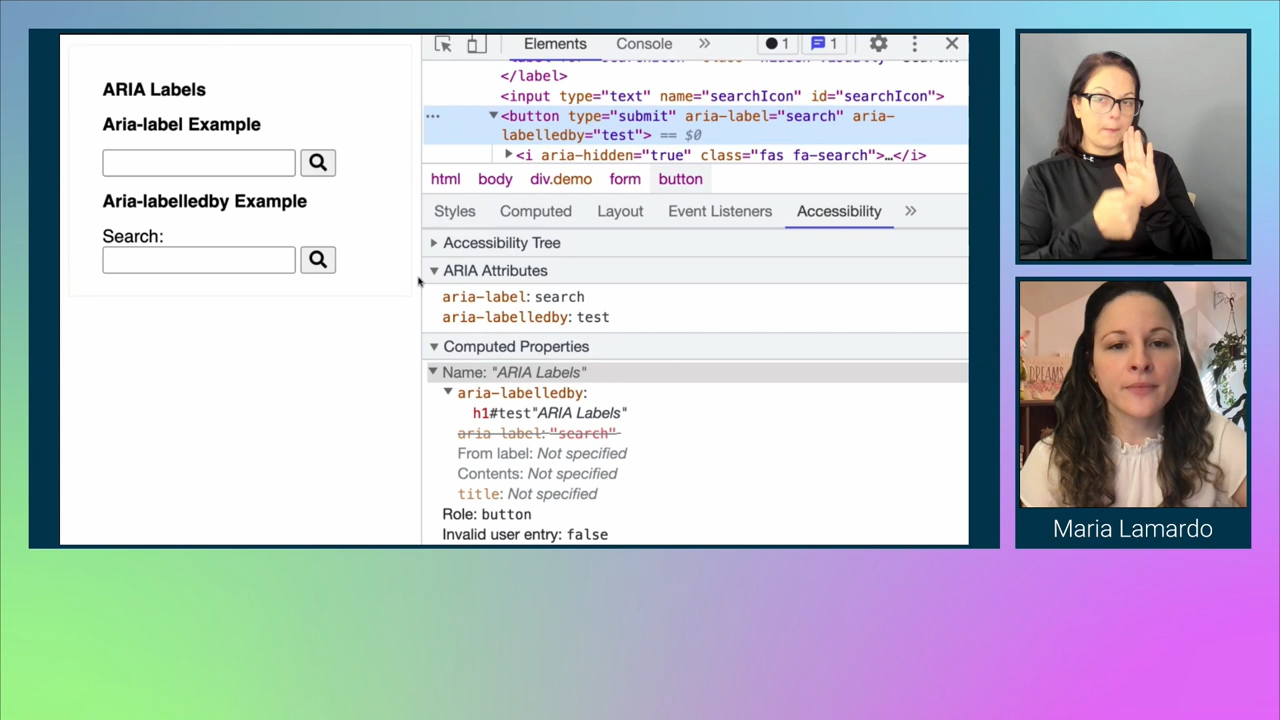 ARIA Labels
Aria-label Example
Aria-labelledby Example
Search:
Elements Console » 1 1
</label>
<input type="text" name="searchIcon" id="searchIcon">
<button type="submit" aria-label="search" aria-
labelledby="test"> == $0
<i aria-hidden="true" class="fas fa-search">…</i>
html body div.demo form button
Styles Computed Layout Event Listeners Accessibility »
Accessibility Tree
ARIA Attributes
aria-label: search
aria-labelledby: test
Computed Properties
Name: "ARIA Labels"
aria-labelledby:
h1#test"ARIA Labels"
aria-label: "search"
From label: Not specified
Contents: Not specified
title: Not specified
Role: button
Invalid user entry: false
DREAMS
Maria Lamardo